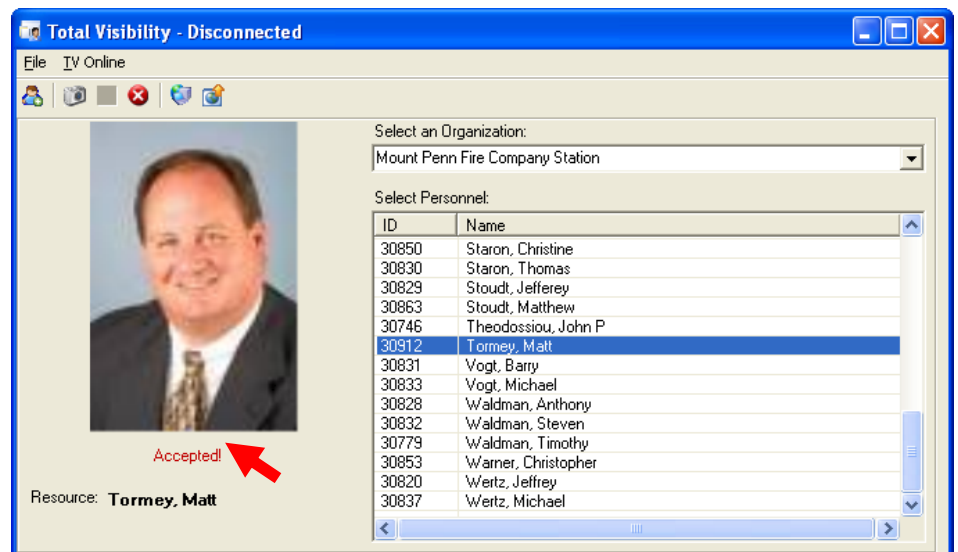 Total Visibility - Disconnected
File TV Online
Select an Organization:
Mount Penn Fire Company Station
Select Personnel:
ID Name
30850 Staron, Christine
30830 Staron, Thomas
30829 Stoudt, Jefferey
30863 Stoudt, Matthew
30746 Theodossiou, John P
30912 Tormey, Matt
30831 Vogt, Barry
30833 Vogt, Michael
30828 Waldman, Anthony
30832 Waldman, Steven
30779 Waldman, Timothy
30853 Warner, Christopher
30820 Wertz, Jeffrey
30837 Wertz, Michael
Accepted!
Resource: Tormey, Matt